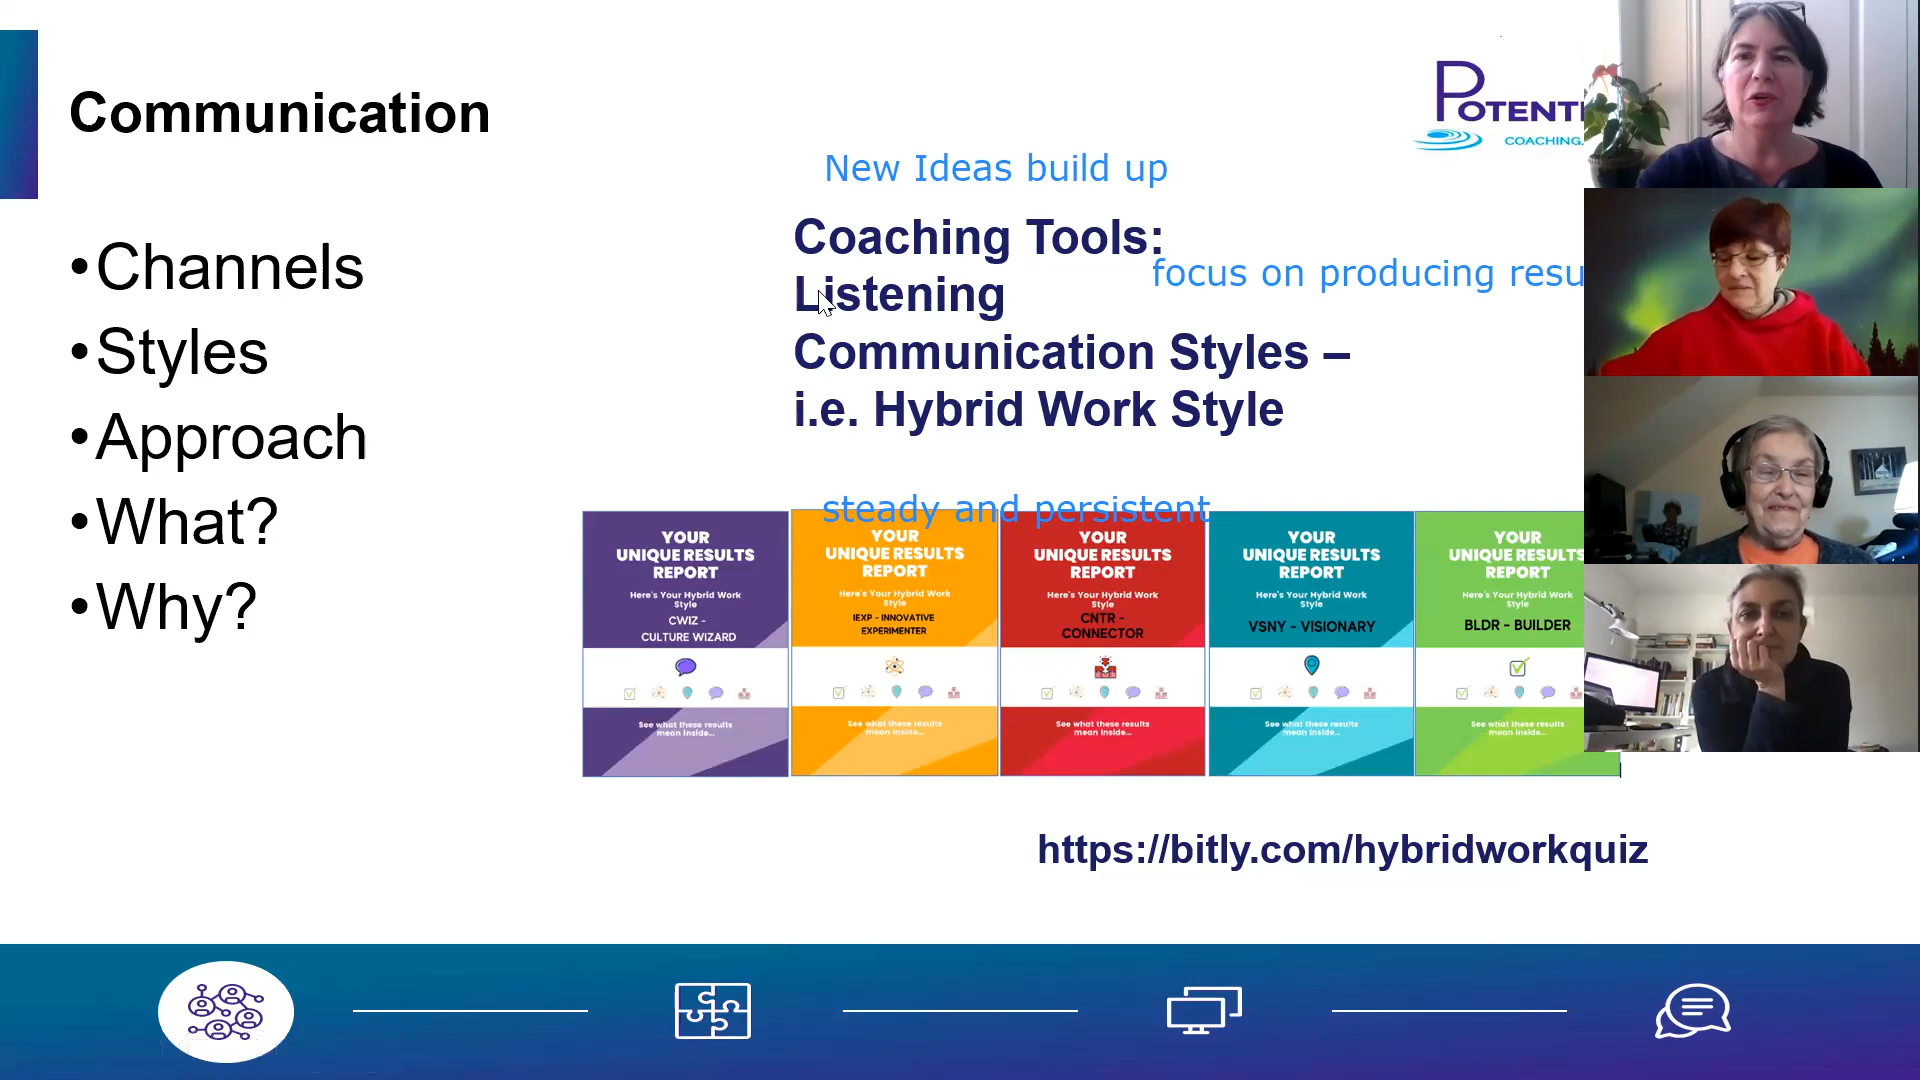 Communication
•Channels
•Styles
•Approach
•What?
•Why?
POTENTI
COACHING,
New Ideas build up
Coaching Tools:
focus on producing resu
Listening
Communication Styles –
i.e. Hybrid Work Style
steady and persistent
YOUR
UNIQUE RESULTS
REPORT
Here's Your Hybrid Work
Style
CWIZ -
CULTURE WIZARD
See what these results
mean inside...
YOUR
UNIQUE RESULTS
REPORT
Here's Your Hybrid Work
Style
IEXP - INNOVATIVE
EXPERIMENTER
See what these results
mean inside...
YOUR
UNIQUE RESULTS
REPORT
Here's Your Hybrid Work
Style
CNTR -
CONNECTOR
See what these results
mean inside...
YOUR
UNIQUE RESULTS
REPORT
Here's Your Hybrid Work
Style
VSNY - VISIONARY
See what these results
mean inside...
YOUR
UNIQUE RESULTS
REPORT
Here's Your Hybrid Work
Style
BLDR - BUILDER
See what these results
mean inside...
https://bitly.com/hybridworkquiz